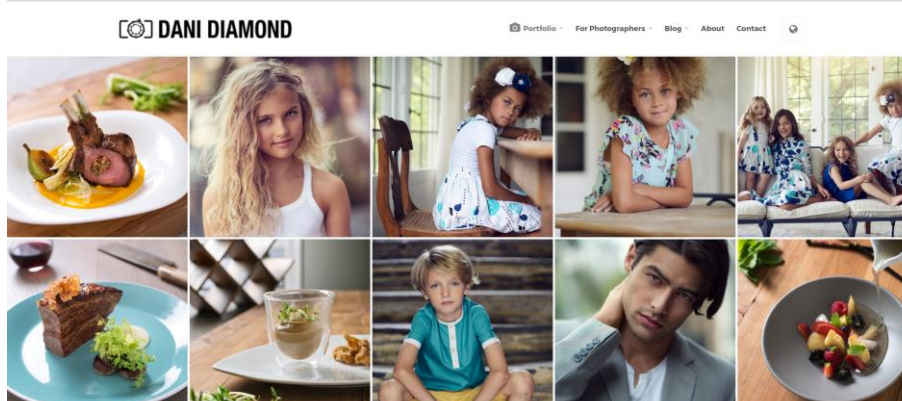 DANI DIAMOND
Portfolio For Photographers Blog About Contact